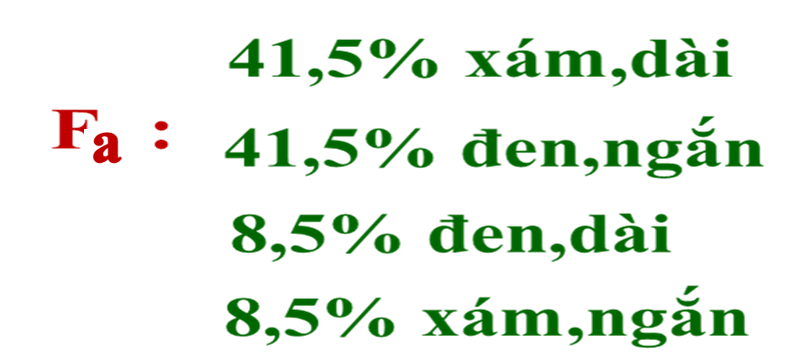 41,5% xám,dài
Fa :
41,5% đen,ngắn
8,5% đen,dài
8,5% xám,ngắn